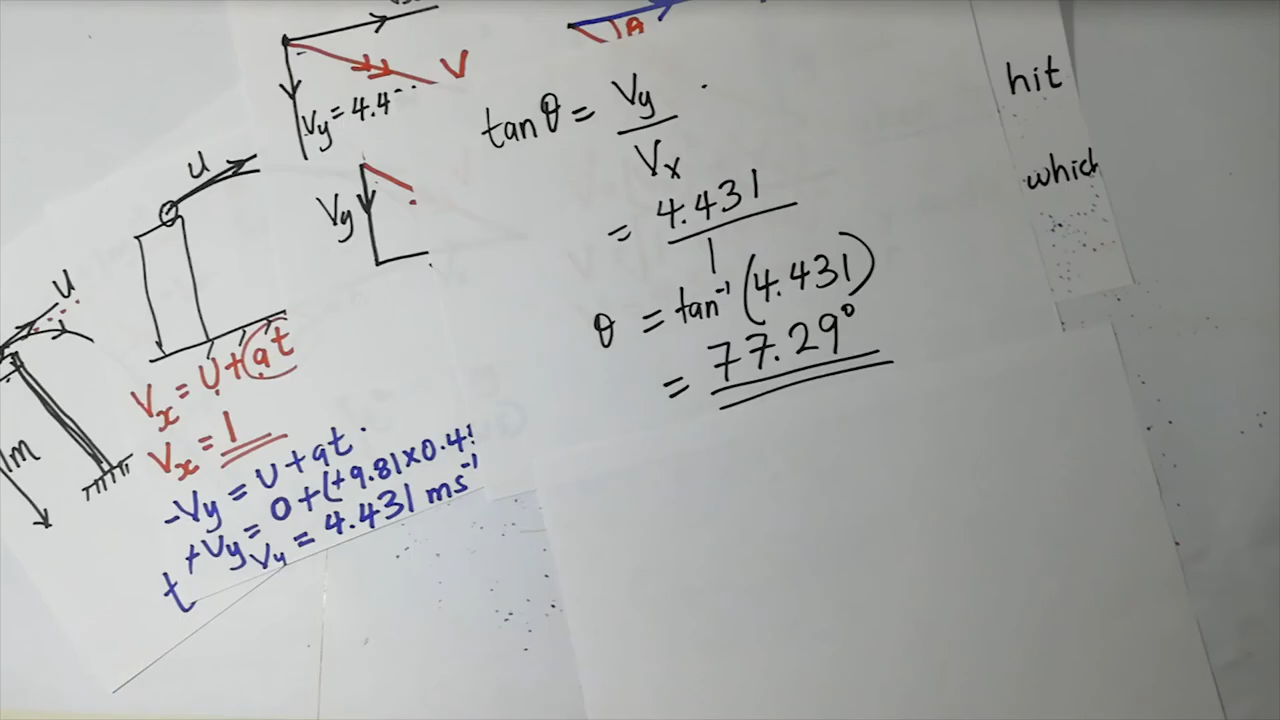 V
Vy = 4.4...
A
tan θ = Vy / Vx
= 4.431 / 1
θ = tan⁻¹ (4.431)
= 77.29°
hit
which
U
Vy
U
1m
Vx = U + at
Vx = 1
-Vy = U + at.
+Vy = 0 + (+9.81 × 0.4
Vy = 4.431 ms⁻¹
t